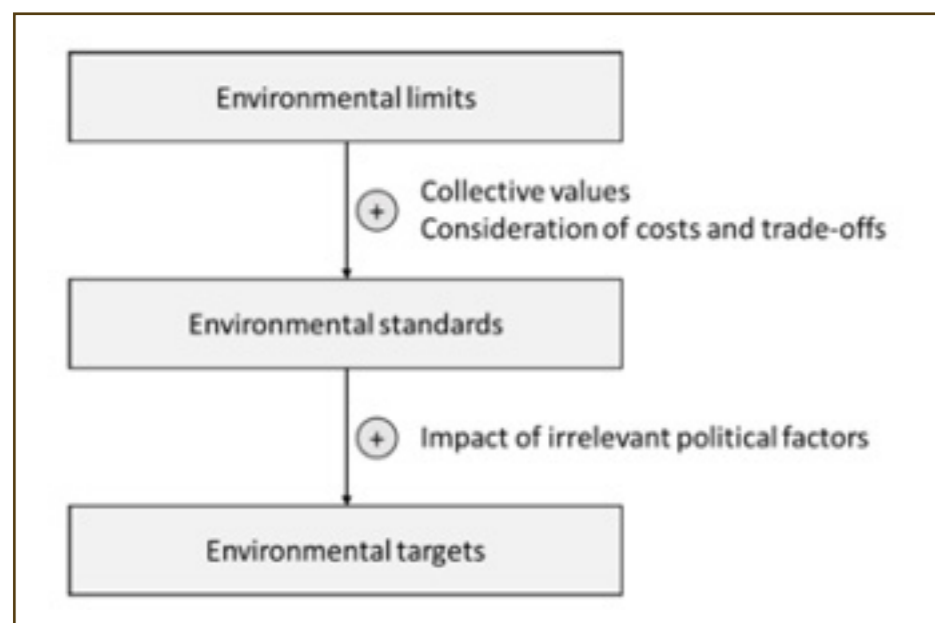 Environmental limits
+
Collective values
Consideration of costs and trade-offs
Environmental standards
+
Impact of irrelevant political factors
Environmental targets